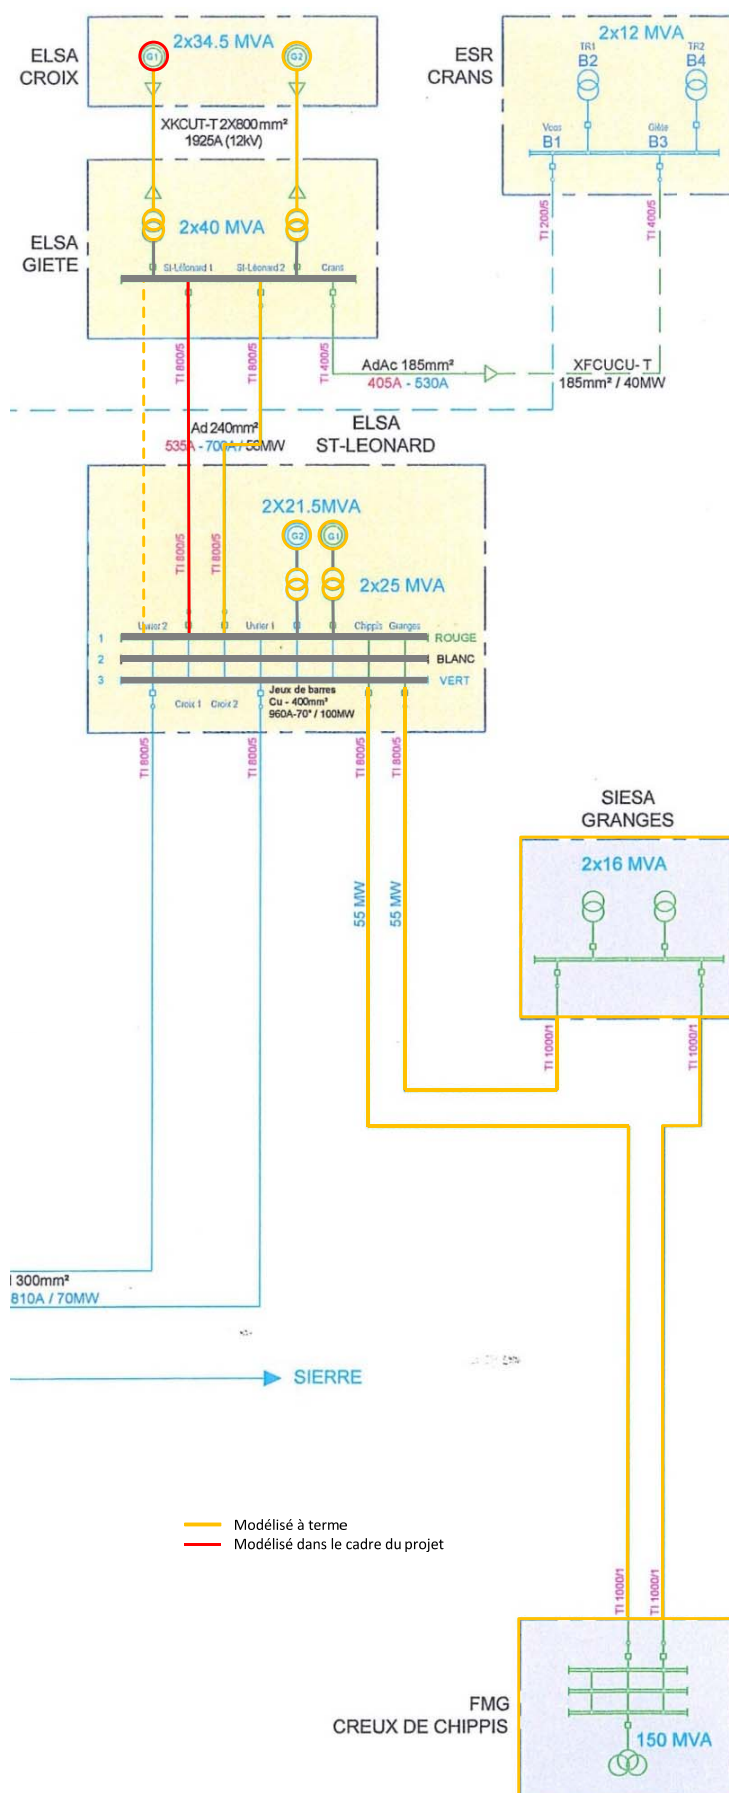 ELSA
CROIX
2x34.5 MVA
G1
G2
ESR
CRANS
2x12 MVA
TR1
B2
TR2
B4
XKCUT-T 2X800mm²
1925A (12kV)
Vaas
B1
Giète
B3
TI 200/5
TI 400/5
ELSA
GIETE
2x40 MVA
St-Léonard 1
St-Léonard 2
Crans
TI 800/5
TI 800/5
TI 400/5
AdAc 185mm²
405A - 530A
XFCUCU- T
185mm² / 40MW
Ad 240mm²
ELSA
ST-LEONARD
2X21.5MVA
G2
G1
TI 800/5
TI 800/5
2x25 MVA
Usrier 1
Chippis
Granges
1
ROUGE
2
BLANC
3
VERT
Croix 1
Croix 2
Jeux de barres
Cu - 400mm²
960A-70° / 100MW
TI 800/5
TI 800/5
TI 800/5
TI 800/5
SIESA
GRANGES
2x16 MVA
55 MW
55 MW
TI 1000/1
TI 1000/1
300mm²
810A / 70MW
SIERRE
Modélisé à terme
Modélisé dans le cadre du projet
TI 1000/1
TI 1000/1
FMG
CREUX DE CHIPPIS
150 MVA